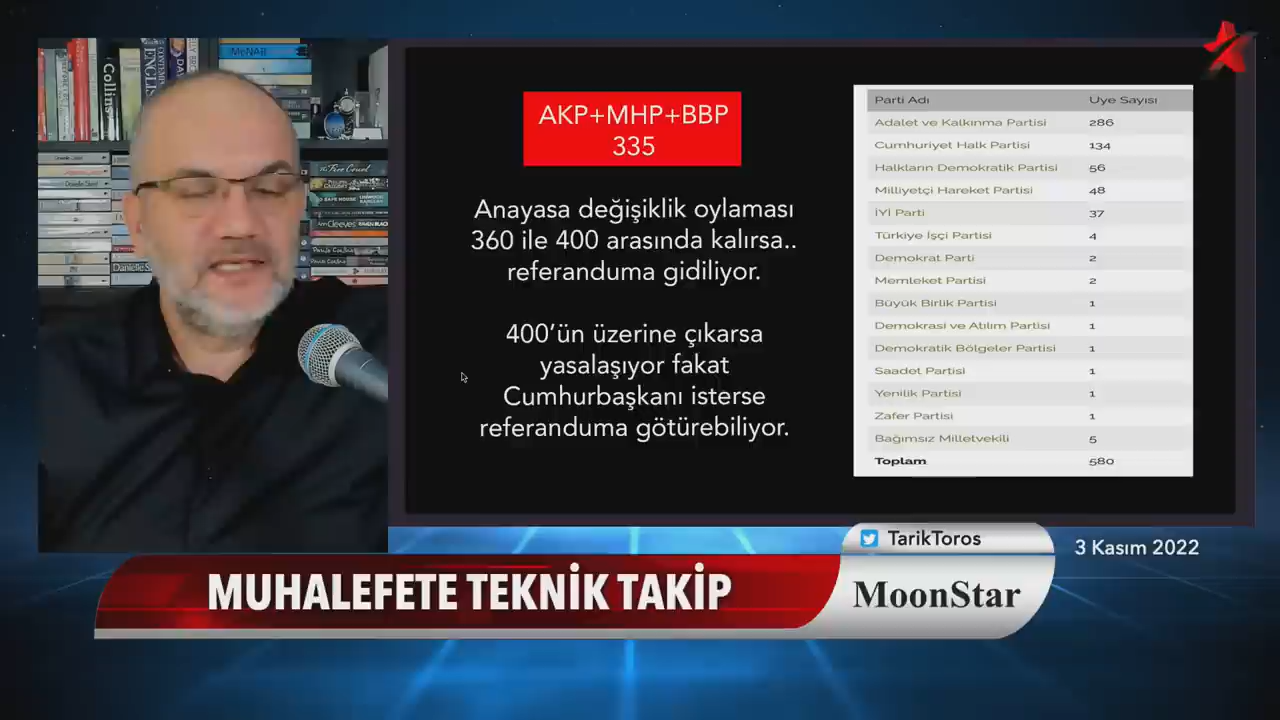 McNAB
Collins
AKP+MHP+BBP
335
Anayasa değişiklik oylaması
360 ile 400 arasında kalırsa..
referanduma gidiliyor.
400'ün üzerine çıkarsa
yasalaşıyor fakat
Cumhurbaşkanı isterse
referanduma götürebiliyor.
Parti Adı Üye Sayısı
Adalet ve Kalkınma Partisi 286
Cumhuriyet Halk Partisi 134
Halkların Demokratik Partisi 56
Milliyetçi Hareket Partisi 48
İYİ Parti 37
Türkiye İşçi Partisi 4
Demokrat Parti 2
Memleket Partisi 2
Büyük Birlik Partisi 1
Demokrasi ve Atılım Partisi 1
Demokratik Bölgeler Partisi 1
Saadet Partisi 1
Yenilik Partisi 1
Zafer Partisi 1
Bağımsız Milletvekili 5
Toplam 580
TarikToros
3 Kasım 2022
MUHALEFETE TEKNİK TAKİP
MoonStar